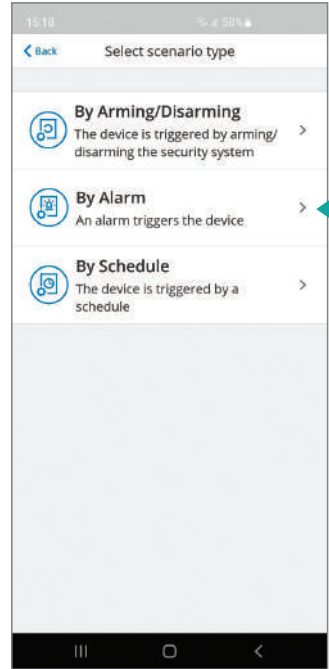 15:18
58%
Back
Select scenario type
By Arming/Disarming
The device is triggered by arming/
disarming the security system
By Alarm
An alarm triggers the device
By Schedule
The device is triggered by a
schedule